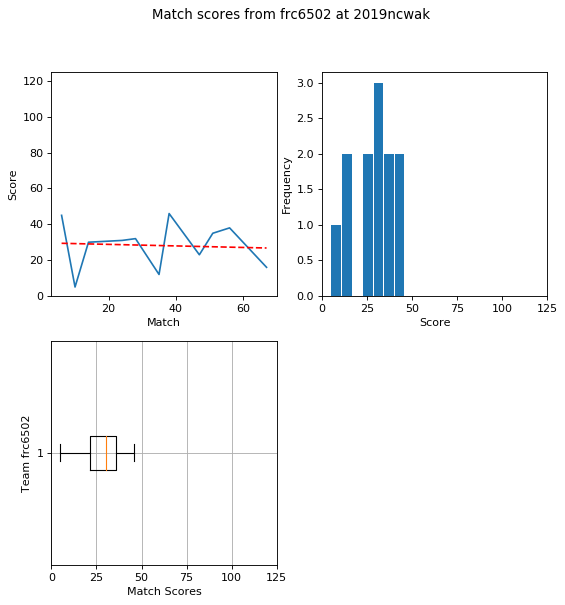 Match scores from frc6502 at 2019ncwak
120
100
80
60
40
20
0
Score
20 40 60
Match
3.0
2.5
2.0
1.5
1.0
0.5
0.0
Frequency
0 25 50 75 100 125
Score
Team frc6502
1
0 25 50 75 100 125
Match Scores